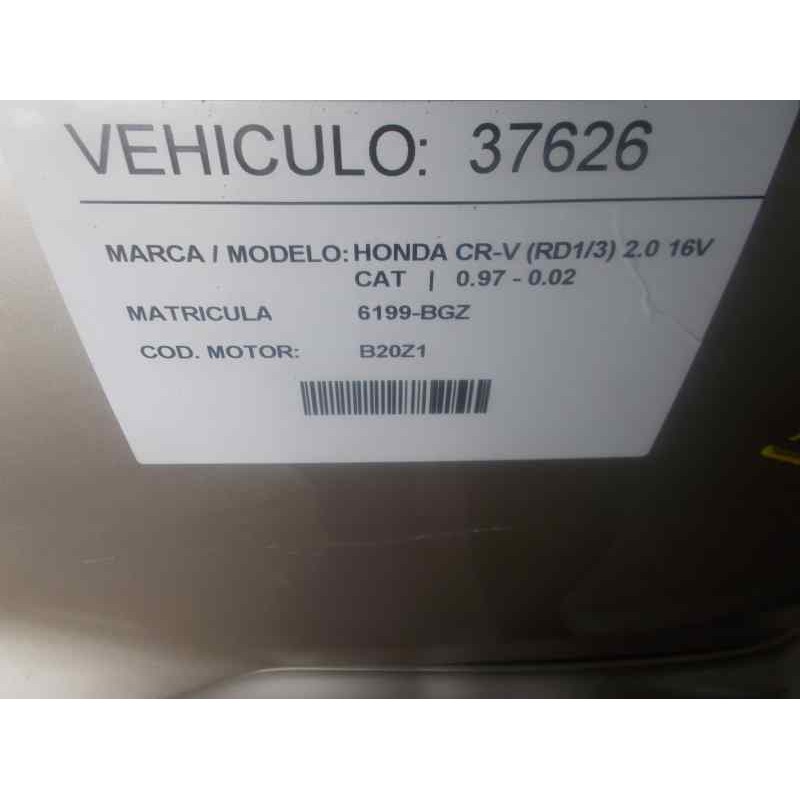 VEHICULO: 37626
MARCA / MODELO: HONDA CR-V (RD1/3) 2.0 16V
CAT | 0.97 - 0.02
MATRICULA 6199-BGZ
COD. MOTOR: B20Z1